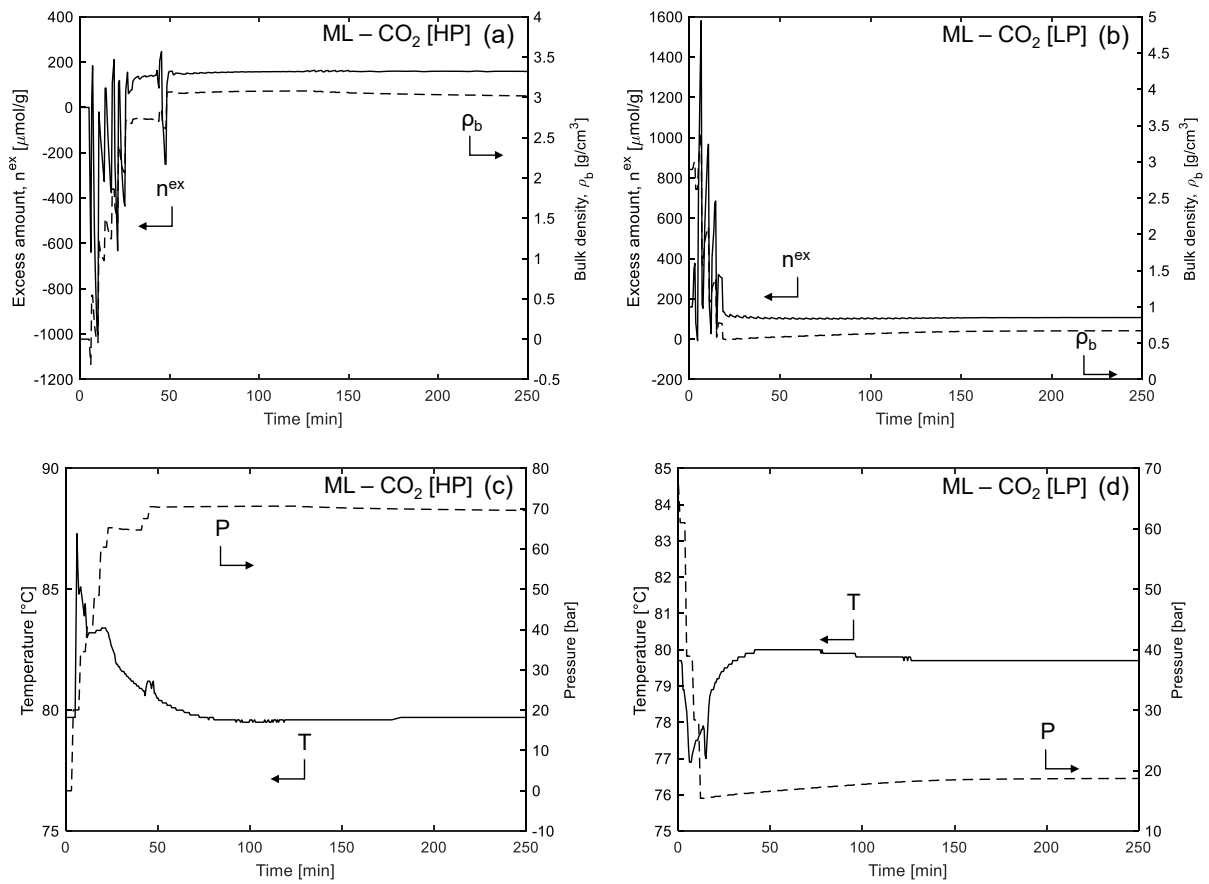 ML – CO2 [HP] (a)
Excess amount, n^ex [µmol/g]
400
200
0
-200
-400
-600
-800
-1000
-1200
4
3.5
3
2.5
2
1.5
1
0.5
0
-0.5
Bulk density, ρb [g/cm³]
ρb
n^ex
0 50 100 150 200 250
Time [min]
ML – CO2 [LP] (b)
Excess amount, n^ex [µmol/g]
1600
1400
1200
1000
800
600
400
200
0
-200
5
4.5
4
3.5
3
2.5
2
1.5
1
0.5
0
Bulk density, ρb [g/cm³]
n^ex
ρb
0 50 100 150 200 250
Time [min]
ML – CO2 [HP] (c)
Temperature [°C]
90
85
80
75
80
70
60
50
40
30
20
10
0
-10
Pressure [bar]
P
T
0 50 100 150 200 250
Time [min]
ML – CO2 [LP] (d)
Temperature [°C]
85
84
83
82
81
80
79
78
77
76
75
70
60
50
40
30
20
10
Pressure [bar]
T
P
0 50 100 150 200 250
Time [min]